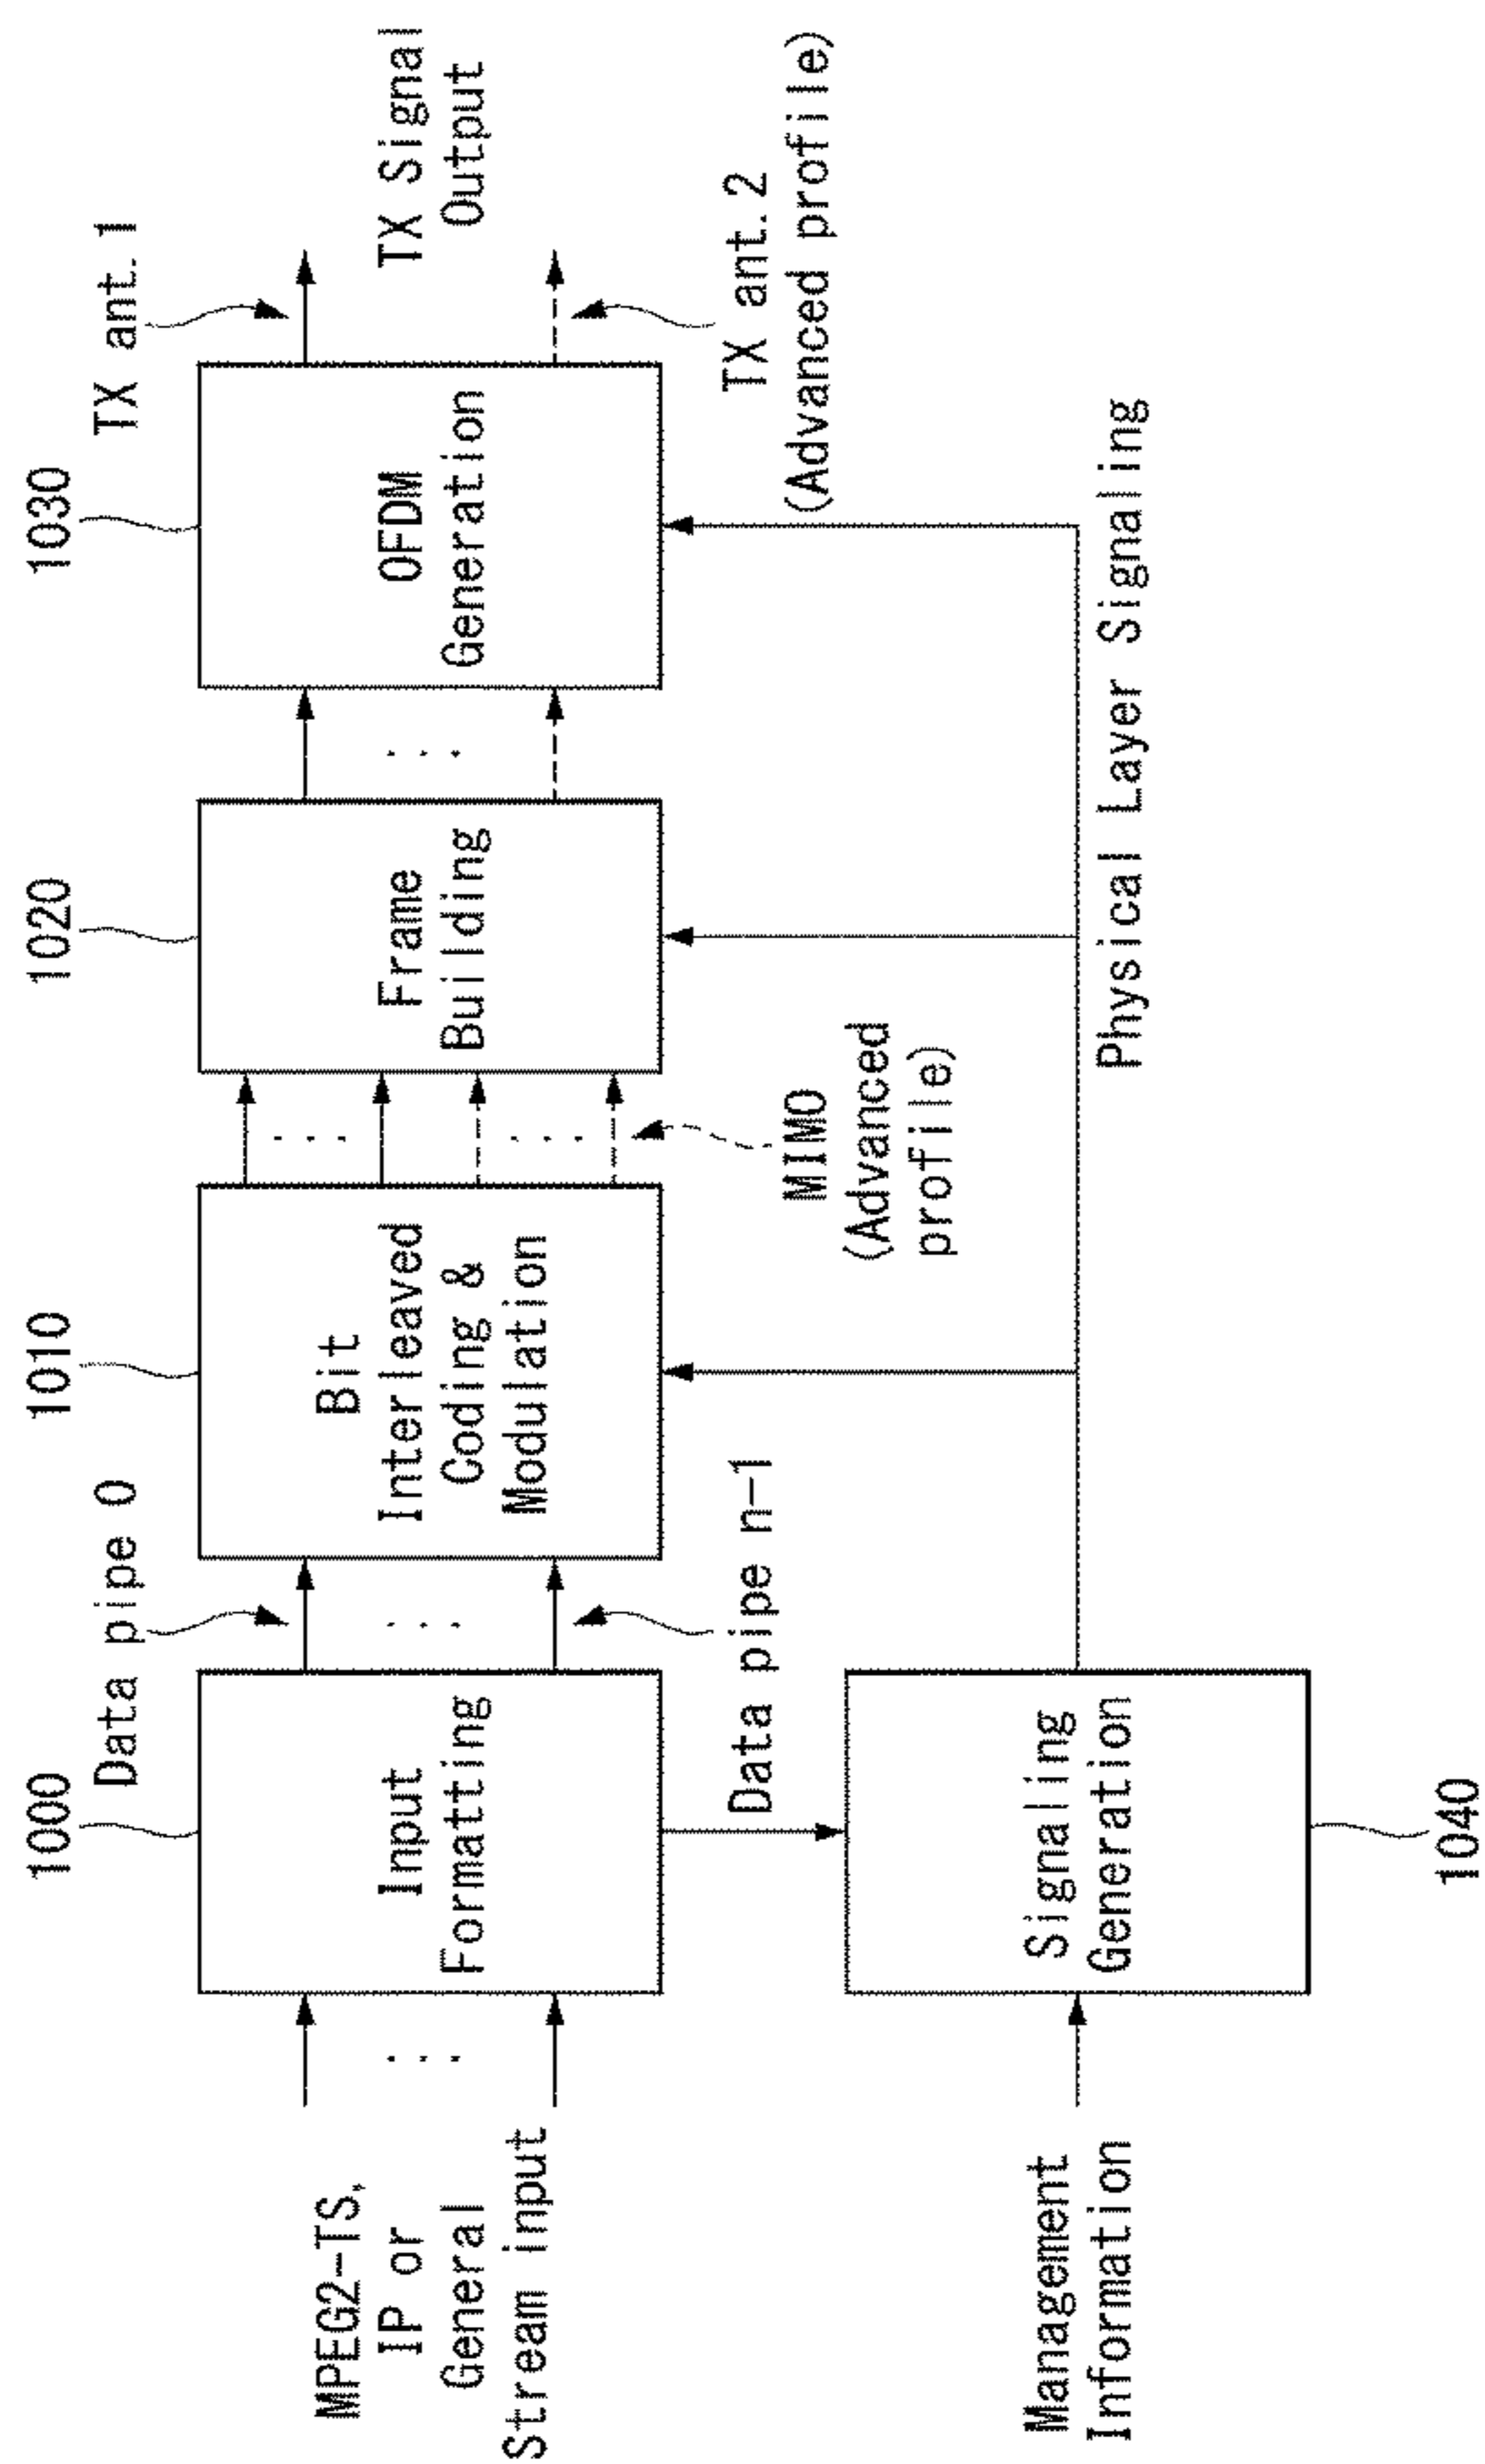 1000
1010
1020
1030
Data pipe 0
TX ant.1
MPEG2-TS,
IP or
General
Stream input
Input
Formatting
Bit
Interleaved
Coding &
Modulation
Frame
Building
OFDM
Generation
TX Signal
Output
Data pipe n-1
MIMO
(Advanced
profile)
TX ant.2
(Advanced profile)
Management
Information
Signaling
Generation
Physical Layer Signaling
1040